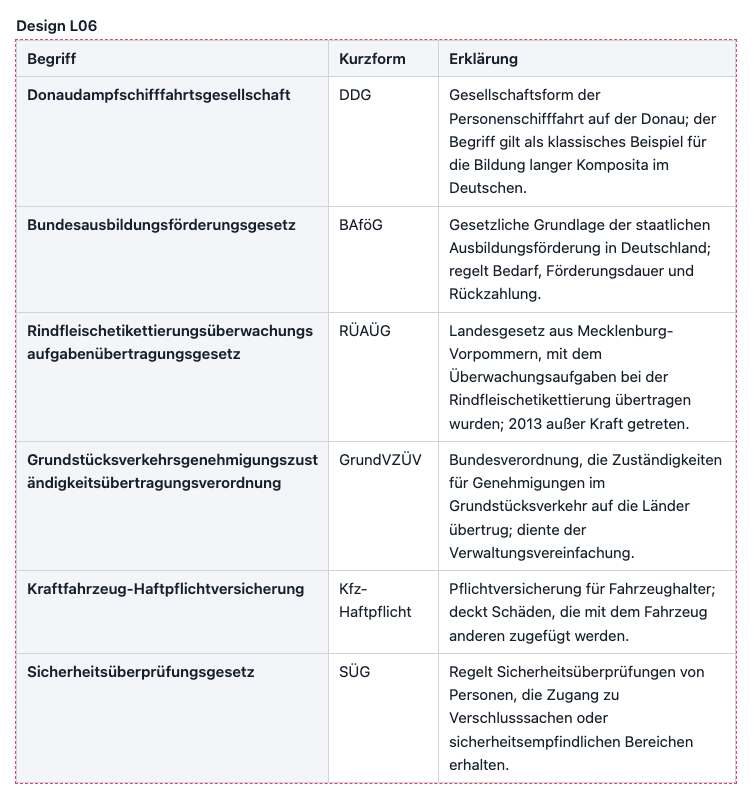 Design L06
Begriff Kurzform Erklärung
Donaudampfschifffahrtsgesellschaft DDG Gesellschaftsform der
Personenschifffahrt auf der Donau; der
Begriff gilt als klassisches Beispiel für
die Bildung langer Komposita im
Deutschen.
Bundesausbildungsförderungsgesetz BAföG Gesetzliche Grundlage der staatlichen
Ausbildungsförderung in Deutschland;
regelt Bedarf, Förderungsdauer und
Rückzahlung.
Rindfleischetikettierungsüberwachungs RÜAÜG Landesgesetz aus Mecklenburg-
aufgabenübertragungsgesetz Vorpommern, mit dem
Überwachungsaufgaben bei der
Rindfleischetikettierung übertragen
wurden; 2013 außer Kraft getreten.
Grundstücksverkehrsgenehmigungszust GrundVZÜV Bundesverordnung, die Zuständigkeiten
ändigkeitsübertragungsverordnung für Genehmigungen im
Grundstücksverkehr auf die Länder
übertrug; diente der
Verwaltungsvereinfachung.
Kraftfahrzeug-Haftpflichtversicherung Kfz- Pflichtversicherung für Fahrzeughalter;
Haftpflicht deckt Schäden, die mit dem Fahrzeug
anderen zugefügt werden.
Sicherheitsüberprüfungsgesetz SÜG Regelt Sicherheitsüberprüfungen von
Personen, die Zugang zu
Verschlusssachen oder
sicherheitsempfindlichen Bereichen
erhalten.